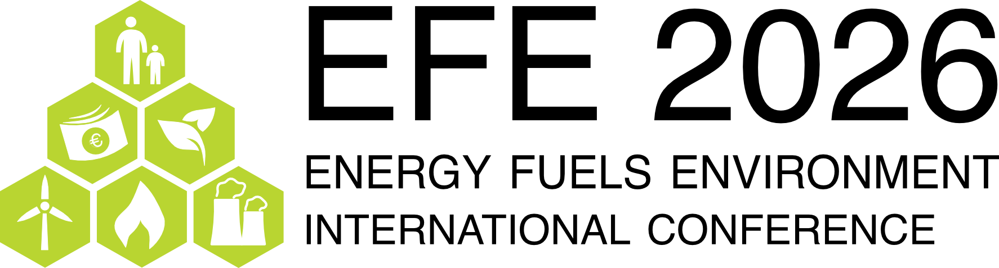 EFE 2026
ENERGY FUELS ENVIRONMENT
INTERNATIONAL CONFERENCE
€